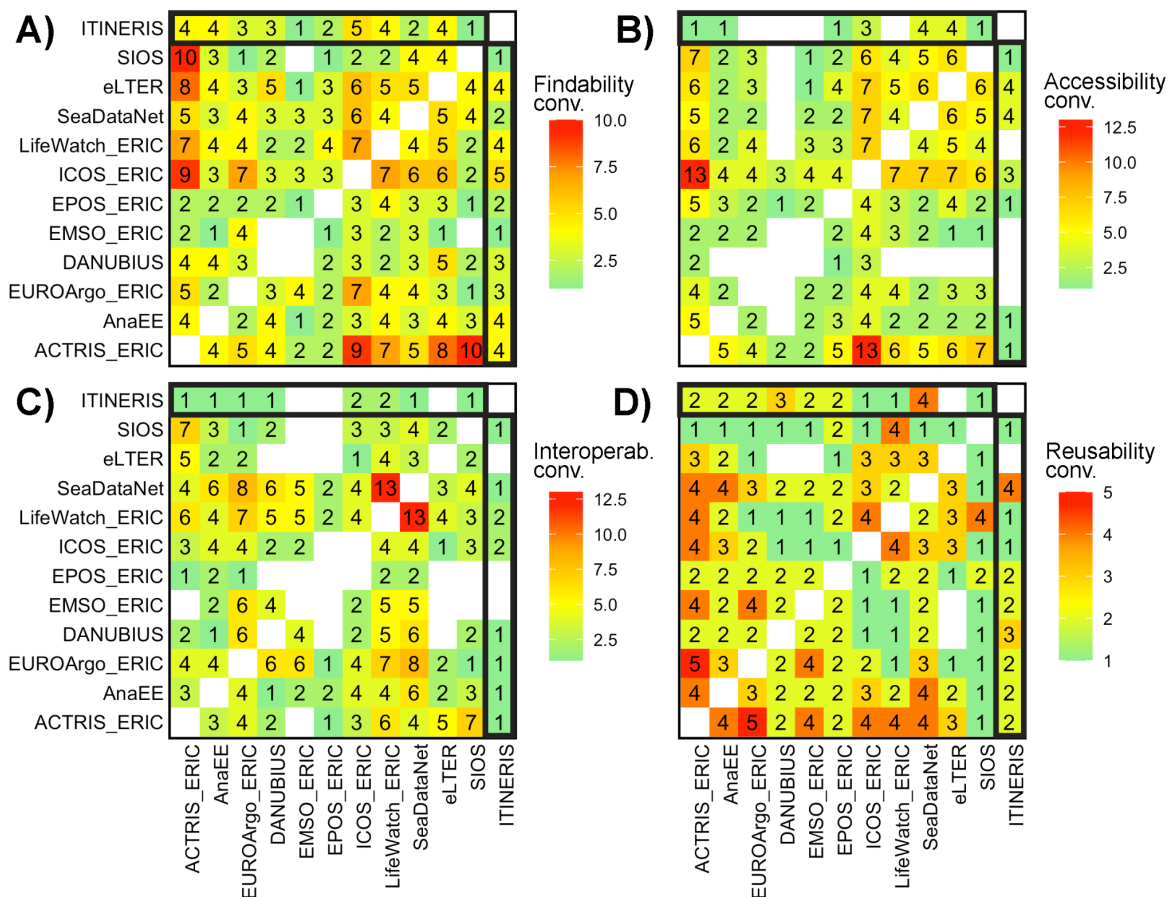 A)
ITINERIS 4 4 3 3 1 2 5 4 2 4 1
SIOS 10 3 1 2 1 2 2 4 4 1
eLTER 8 4 3 5 1 3 6 5 5 4 4
SeaDataNet 5 3 4 3 3 3 6 4 5 4 2
LifeWatch_ERIC 7 4 4 2 2 4 7 4 5 2 4
ICOS_ERIC 9 3 7 3 3 3 7 6 6 2 5
EPOS_ERIC 2 2 2 2 1 3 4 3 3 1 2
EMSO_ERIC 2 1 4 1 3 2 3 1 1
DANUBIUS 4 4 3 2 3 2 3 5 2 3
EUROArgo_ERIC 5 2 3 4 2 7 4 4 3 1 3
AnaEE 4 2 4 1 2 3 4 3 4 3 4
ACTRIS_ERIC 4 5 4 2 2 9 7 5 8 10 4
Findability
conv.
10.0
7.5
5.0
2.5
B)
1 1 1 3 4 4 1
7 2 3 1 2 6 4 5 6 1
6 2 3 1 4 7 5 6 6 4
5 2 2 2 2 7 4 6 5 4
6 2 4 3 3 7 4 5 4
13 4 4 3 4 4 7 7 7 6 3
5 3 2 1 2 4 3 2 4 2 1
2 2 2 2 4 3 2 1 1
2 1 3
4 2 2 2 4 4 2 3 3
5 2 2 3 4 2 2 2 2 1
5 4 2 2 5 13 6 5 6 7 1
Accessibility
conv.
12.5
10.0
7.5
5.0
2.5
C)
ITINERIS 1 1 1 1 2 2 1 1
SIOS 7 3 1 2 3 3 4 2 1
eLTER 5 2 2 1 4 3 2
SeaDataNet 4 6 8 6 5 2 4 13 3 4 1
LifeWatch_ERIC 6 4 7 5 5 2 4 13 4 3 2
ICOS_ERIC 3 4 4 2 2 4 4 1 3 2
EPOS_ERIC 1 2 1 2 2
EMSO_ERIC 2 6 4 2 5 5
DANUBIUS 2 1 6 4 2 5 6 2 1
EUROArgo_ERIC 4 4 6 6 1 4 7 8 2 1 1
AnaEE 3 4 1 2 2 4 4 6 2 3 1
ACTRIS_ERIC 3 4 2 1 3 6 4 5 7 1
ACTRIS_ERIC
AnaEE
EUROArgo_ERIC
DANUBIUS
EMSO_ERIC
EPOS_ERIC
ICOS_ERIC
LifeWatch_ERIC
SeaDataNet
eLTER
SIOS
ITINERIS
Interoperab.
conv.
12.5
10.0
7.5
5.0
2.5
D)
2 2 2 3 2 2 1 1 4 1
1 1 1 1 1 2 1 4 1 1 1
3 2 1 1 3 3 3 1
4 4 3 2 2 2 3 2 3 1 4
4 2 1 1 1 2 4 2 3 4 1
4 3 2 1 1 1 4 3 3 1 1
2 2 2 2 2 1 2 2 1 2 2
4 2 4 2 2 1 1 2 1 2
2 2 2 2 2 1 1 2 1 3
5 3 2 4 2 2 1 3 1 1 2
4 3 2 2 2 3 2 4 2 1 2
4 5 2 4 2 4 4 4 3 1 2
ACTRIS_ERIC
AnaEE
EUROArgo_ERIC
DANUBIUS
EMSO_ERIC
EPOS_ERIC
ICOS_ERIC
LifeWatch_ERIC
SeaDataNet
eLTER
SIOS
ITINERIS
Reusability
conv.
5
4
3
2
1